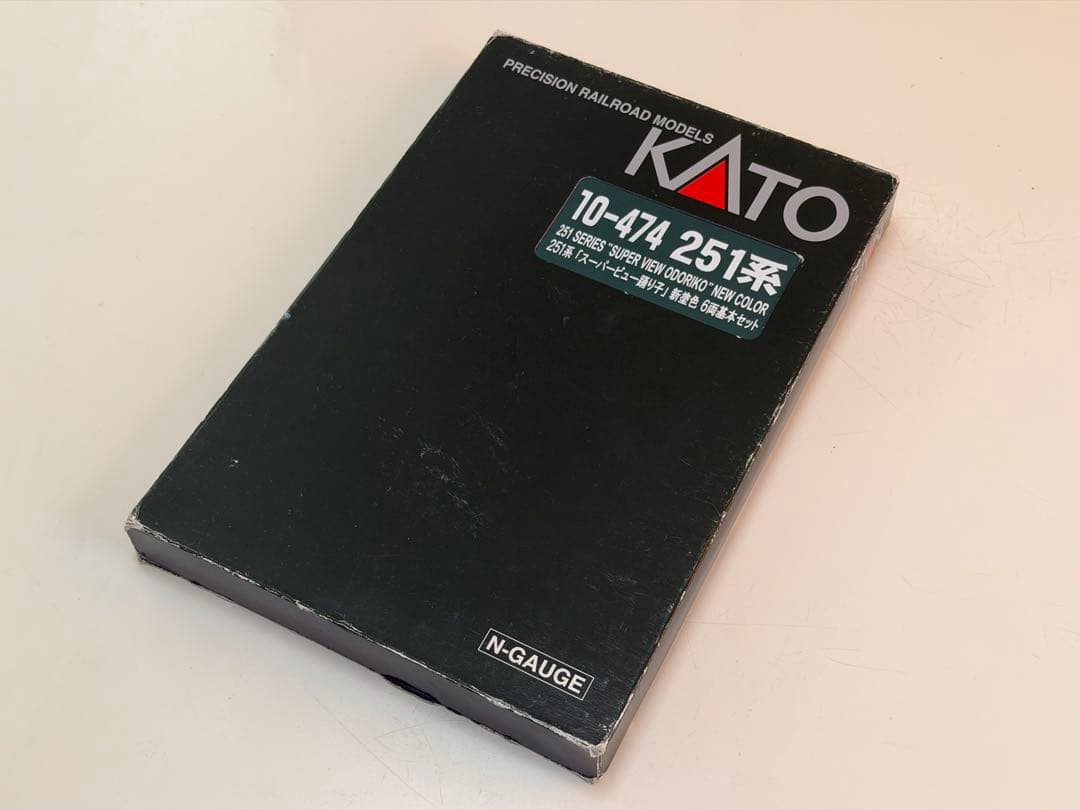 PRECISION RAILROAD MODELS
KATO
10-474 251系
251 SERIES "SUPER VIEW ODORIKO" NEW COLOR
251系「スーパービュー踊り子」新塗色 6両基本セット
N-GAUGE